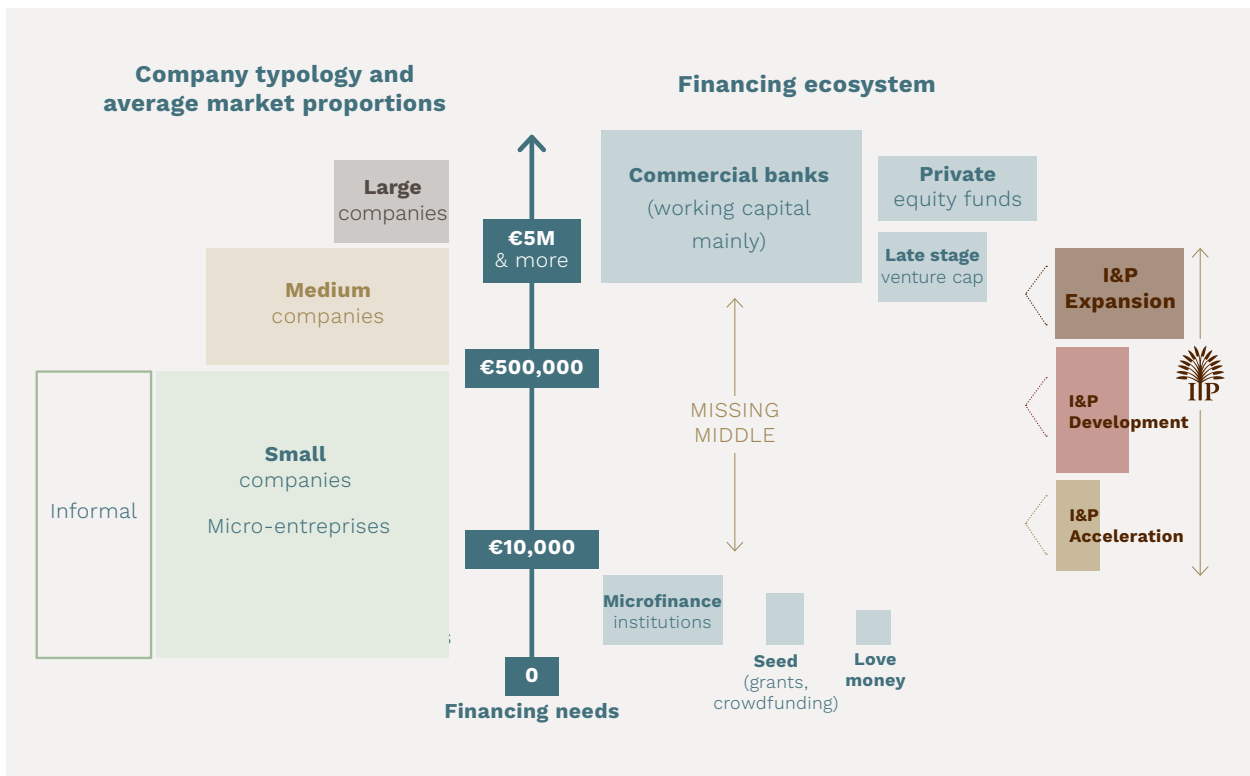 Company typology and
average market proportions
Financing ecosystem
Large
companies
Medium
companies
Informal
Small
companies
Micro-entreprises
€5M
& more
€500,000
€10,000
0
Financing needs
Commercial banks
(working capital
mainly)
Private
equity funds
Late stage
venture cap
MISSING
MIDDLE
Microfinance
institutions
Seed
(grants,
crowdfunding)
Love
money
I&P
Expansion
I&P
Development
I&P
Acceleration
I&P